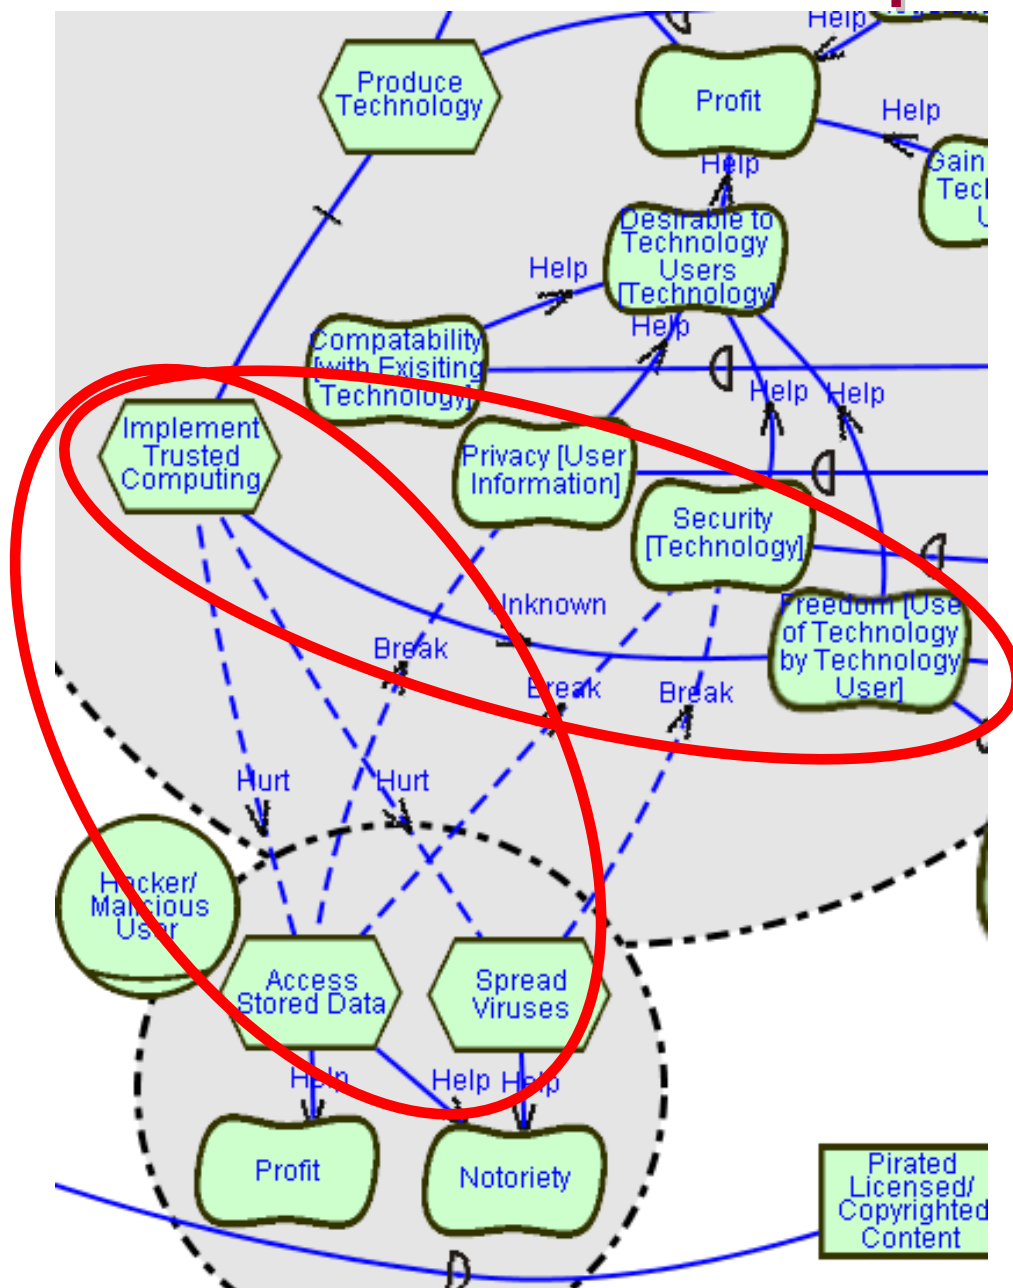 Help
Produce
Technology
Profit
Help
Help
Gain
Tech
U
Desirable to
Technology
Users
[Technology]
Help
Help
Compatability
[with Exisiting
Technology]
Help
Help
Implement
Trusted
Computing
Privacy [User
Information]
Security
[Technology]
Unknown
Freedom [Use
of Technology
by Technology
User]
Break
Break
Break
Hurt
Hurt
Hacker/
Malicious
User
Access
Stored Data
Spread
Viruses
Help
Help
Help
Profit
Notoriety
Pirated
Licensed/
Copyrighted
Content